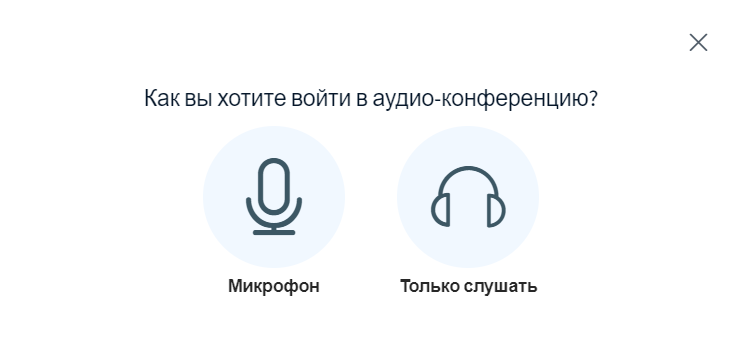 Как вы хотите войти в аудио-конференцию?
Микрофон
Только слушать